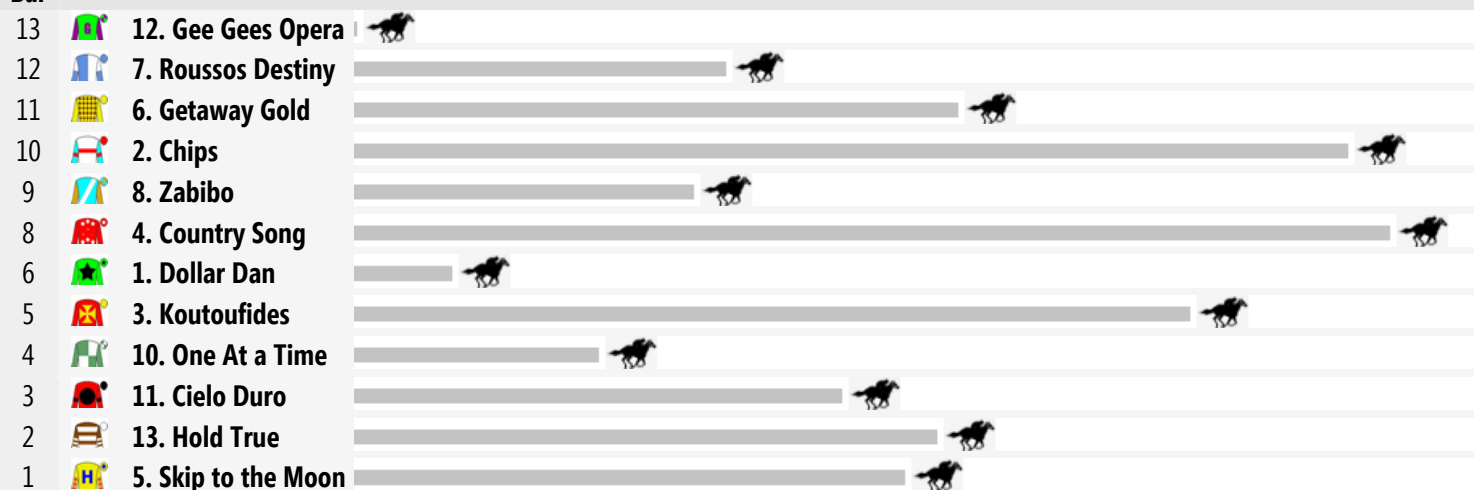 Bar
13 G 12. Gee Gees Opera
12 7. Roussos Destiny
11 6. Getaway Gold
10 2. Chips
9 8. Zabibo
8 4. Country Song
6 1. Dollar Dan
5 3. Koutoufides
4 10. One At a Time
3 11. Cielo Duro
2 13. Hold True
1 H 5. Skip to the Moon